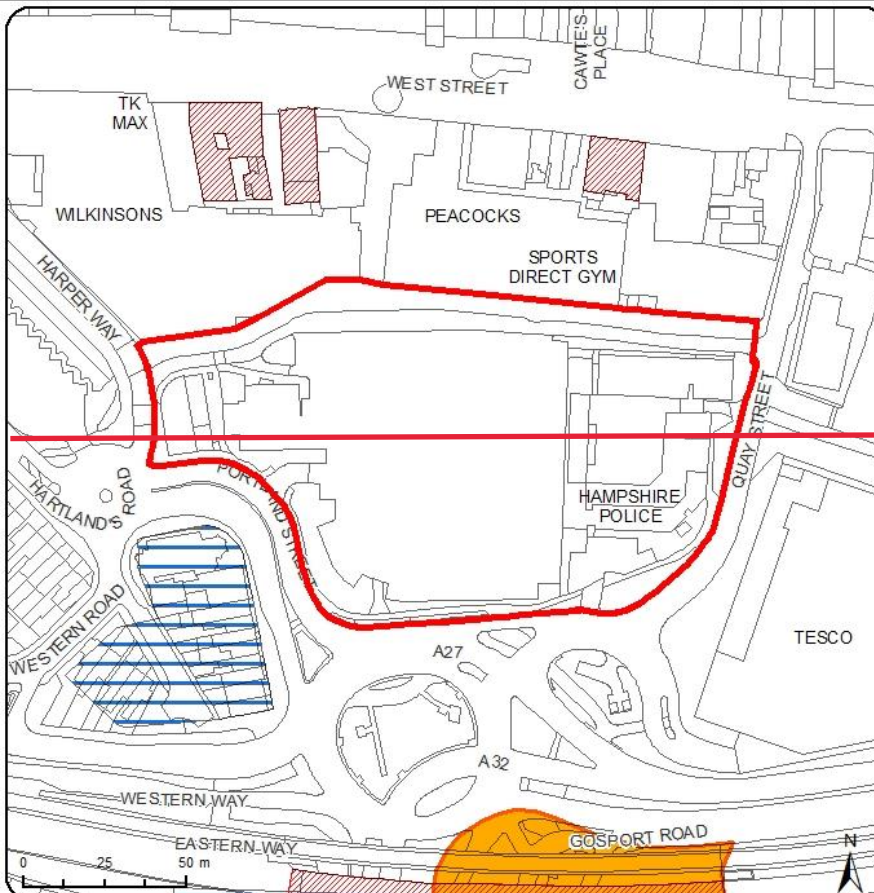 CAWTE'S
PLACE
WEST STREET
TK
MAX
WILKINSONS
PEACOCKS
SPORTS
DIRECT GYM
HARPER WAY
QUAY STREET
PORTLAND STREET
HARTLAND'S ROAD
HAMPSHIRE
POLICE
WESTERN ROAD
TESCO
A27
A32
WESTERN WAY
GOSPORT ROAD
EASTERN WAY
N
0 25 50 m